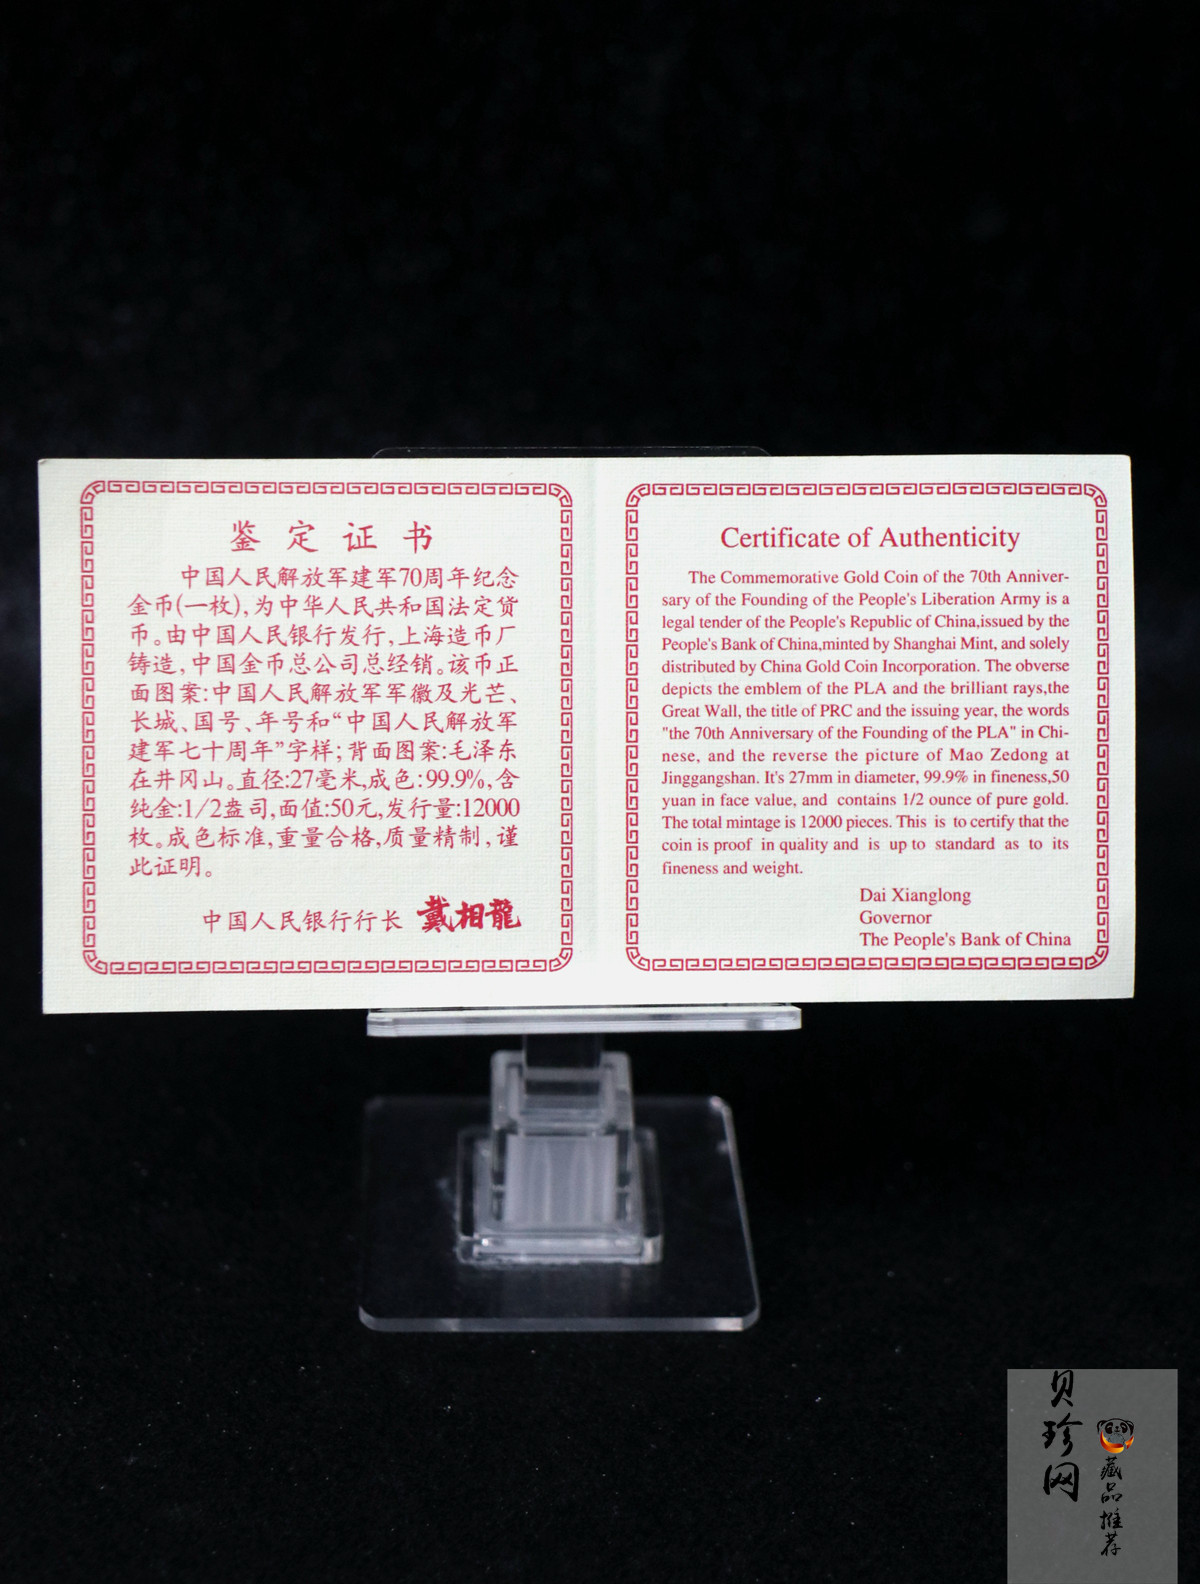 鉴定证书
中国人民解放军建军70周年纪念
金币(一枚),为中华人民共和国法定货
币。由中国人民银行发行,上海造币厂
铸造,中国金币总公司总经销。该币正
面图案:中国人民解放军军徽及光芒、
长城、国号、年号和“中国人民解放军
建军七十周年”字样;背面图案:毛泽东
在井冈山。直径:27毫米,成色:99.9%,含
纯金:1/2盎司,面值:50元,发行量:12000
枚。成色标准,重量合格,质量精制,谨
此证明。
中国人民银行行长 戴相龍
Certificate of Authenticity
The Commemorative Gold Coin of the 70th Anniver-
sary of the Founding of the People's Liberation Army is a
legal tender of the People's Republic of China,issued by the
People's Bank of China,minted by Shanghai Mint, and solely
distributed by China Gold Coin Incorporation. The obverse
depicts the emblem of the PLA and the brilliant rays,the
Great Wall, the title of PRC and the issuing year, the words
"the 70th Anniversary of the Founding of the PLA" in Chi-
nese, and the reverse the picture of Mao Zedong at
Jinggangshan. It's 27mm in diameter, 99.9% in fineness,50
yuan in face value, and contains 1/2 ounce of pure gold.
The total mintage is 12000 pieces. This is to certify that the
coin is proof in quality and is up to standard as to its
fineness and weight.
Dai Xianglong
Governor
The People's Bank of China
贝珍网
藏品推荐